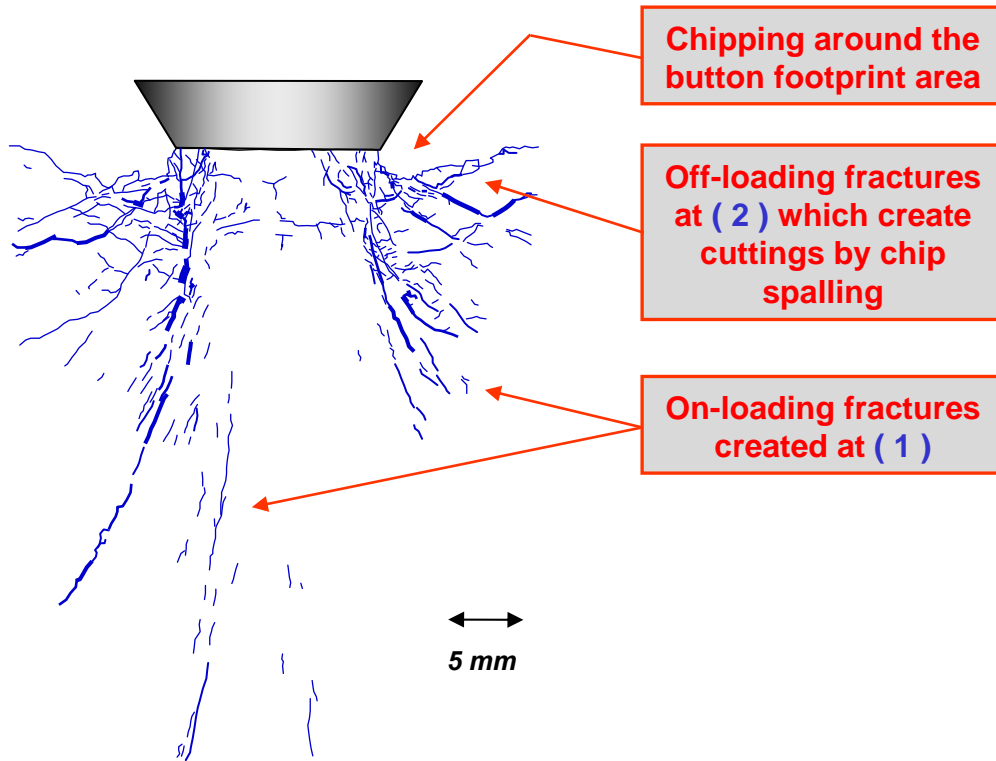 Chipping around the
button footprint area
Off-loading fractures
at ( 2 ) which create
cuttings by chip
spalling
On-loading fractures
created at ( 1 )
5 mm